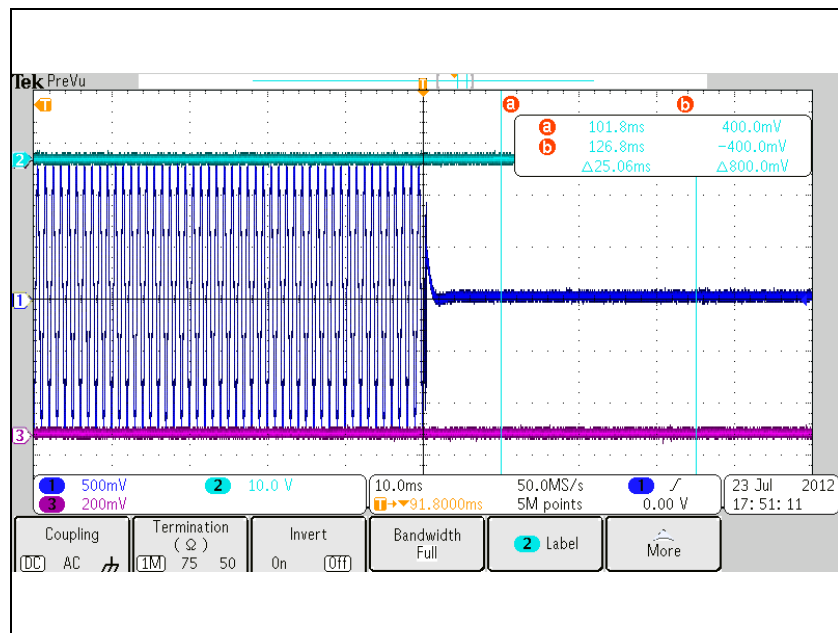 Tek PreVu
T
T
a
b
a 101.8ms 400.0mV
b 126.8ms -400.0mV
△25.06ms △800.0mV
2
1
3
1 500mV 2 10.0 V
3 200mV
10.0ms 50.0MS/s 1
T→▼91.8000ms 5M points 0.00 V
23 Jul 2012
17:51:11
Coupling
DC AC
Termination
(Ω)
1M 75 50
Invert
On Off
Bandwidth
Full
2 Label
More